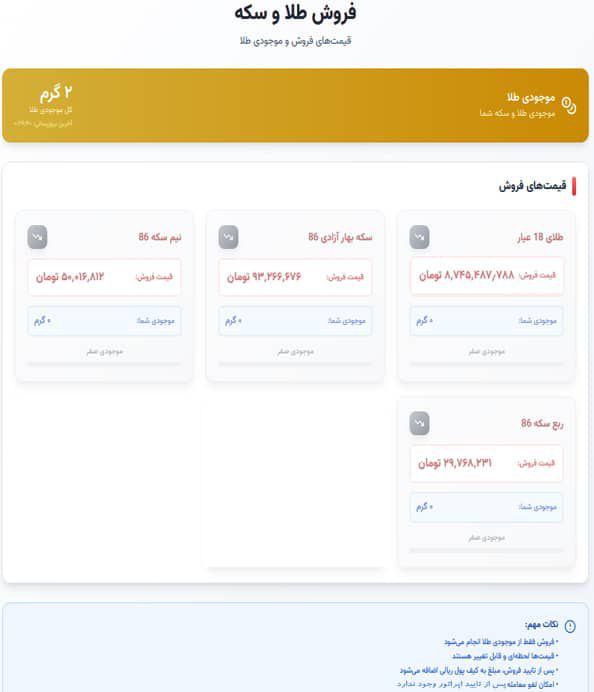 فروش طلا و سکه
قیمت‌های فروش و موجودی طلا
موجودی طلا
موجودی طلا و سکه شما
۲ گرم
کل موجودی طلا
قیمت‌های فروش
طلای 18 عیار
قیمت فروش: ۸,۷۴۵,۴۸۷٫۷۸۸ تومان
موجودی شما: ۰ گرم
موجودی صفر
سکه بهار آزادی 86
قیمت فروش: ۹۳,۲۶۶,۶۷۶ تومان
موجودی شما: ۰ گرم
موجودی صفر
نیم سکه 86
قیمت فروش: ۵۰,۰۱۶,۸۱۲ تومان
موجودی شما: ۰ گرم
موجودی صفر
ربع سکه 86
قیمت فروش: ۲۹,۷۶۸,۲۳۱ تومان
موجودی شما: ۰ گرم
موجودی صفر
نکات مهم:
• فروش فقط از موجودی طلا انجام می‌شود
• قیمت‌ها لحظه‌ای و قابل تغییر هستند
• پس از تایید فروش، مبلغ به کیف پول ریالی اضافه می‌شود
• امکان لغو معامله پس از تایید اپراتور وجود ندارد